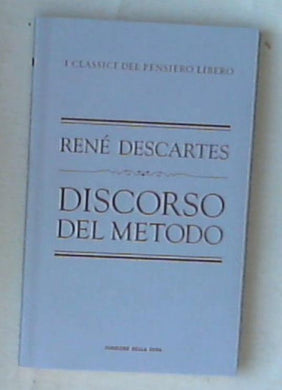 I CLASSICI DEL PENSIERO LIBERO
RENÉ DESCARTES
DISCORSO
DEL METODO
CORRIERE DELLA SERA